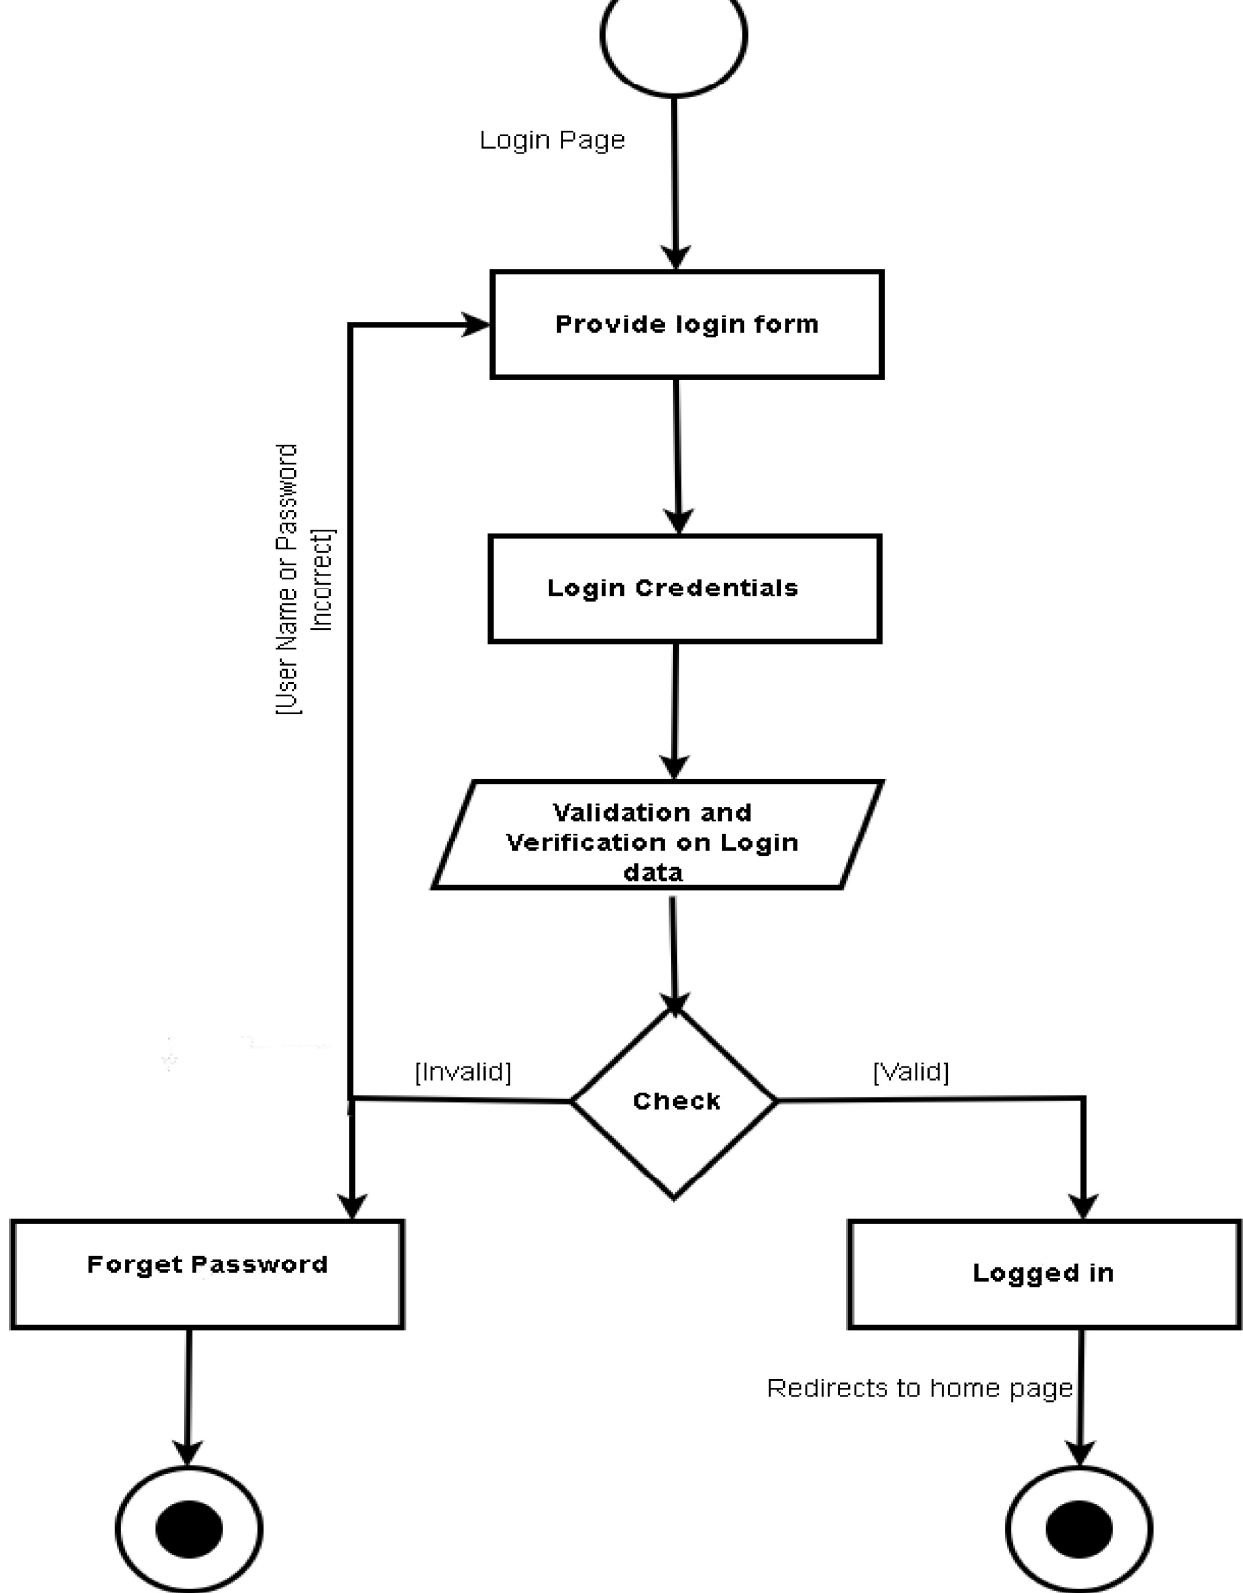 Login Page
Provide login form
[User Name or Password
Incorrect]
Login Credentials
Validation and
Verification on Login
data
[Invalid]
[Valid]
Check
Forget Password
Logged in
Redirects to home page